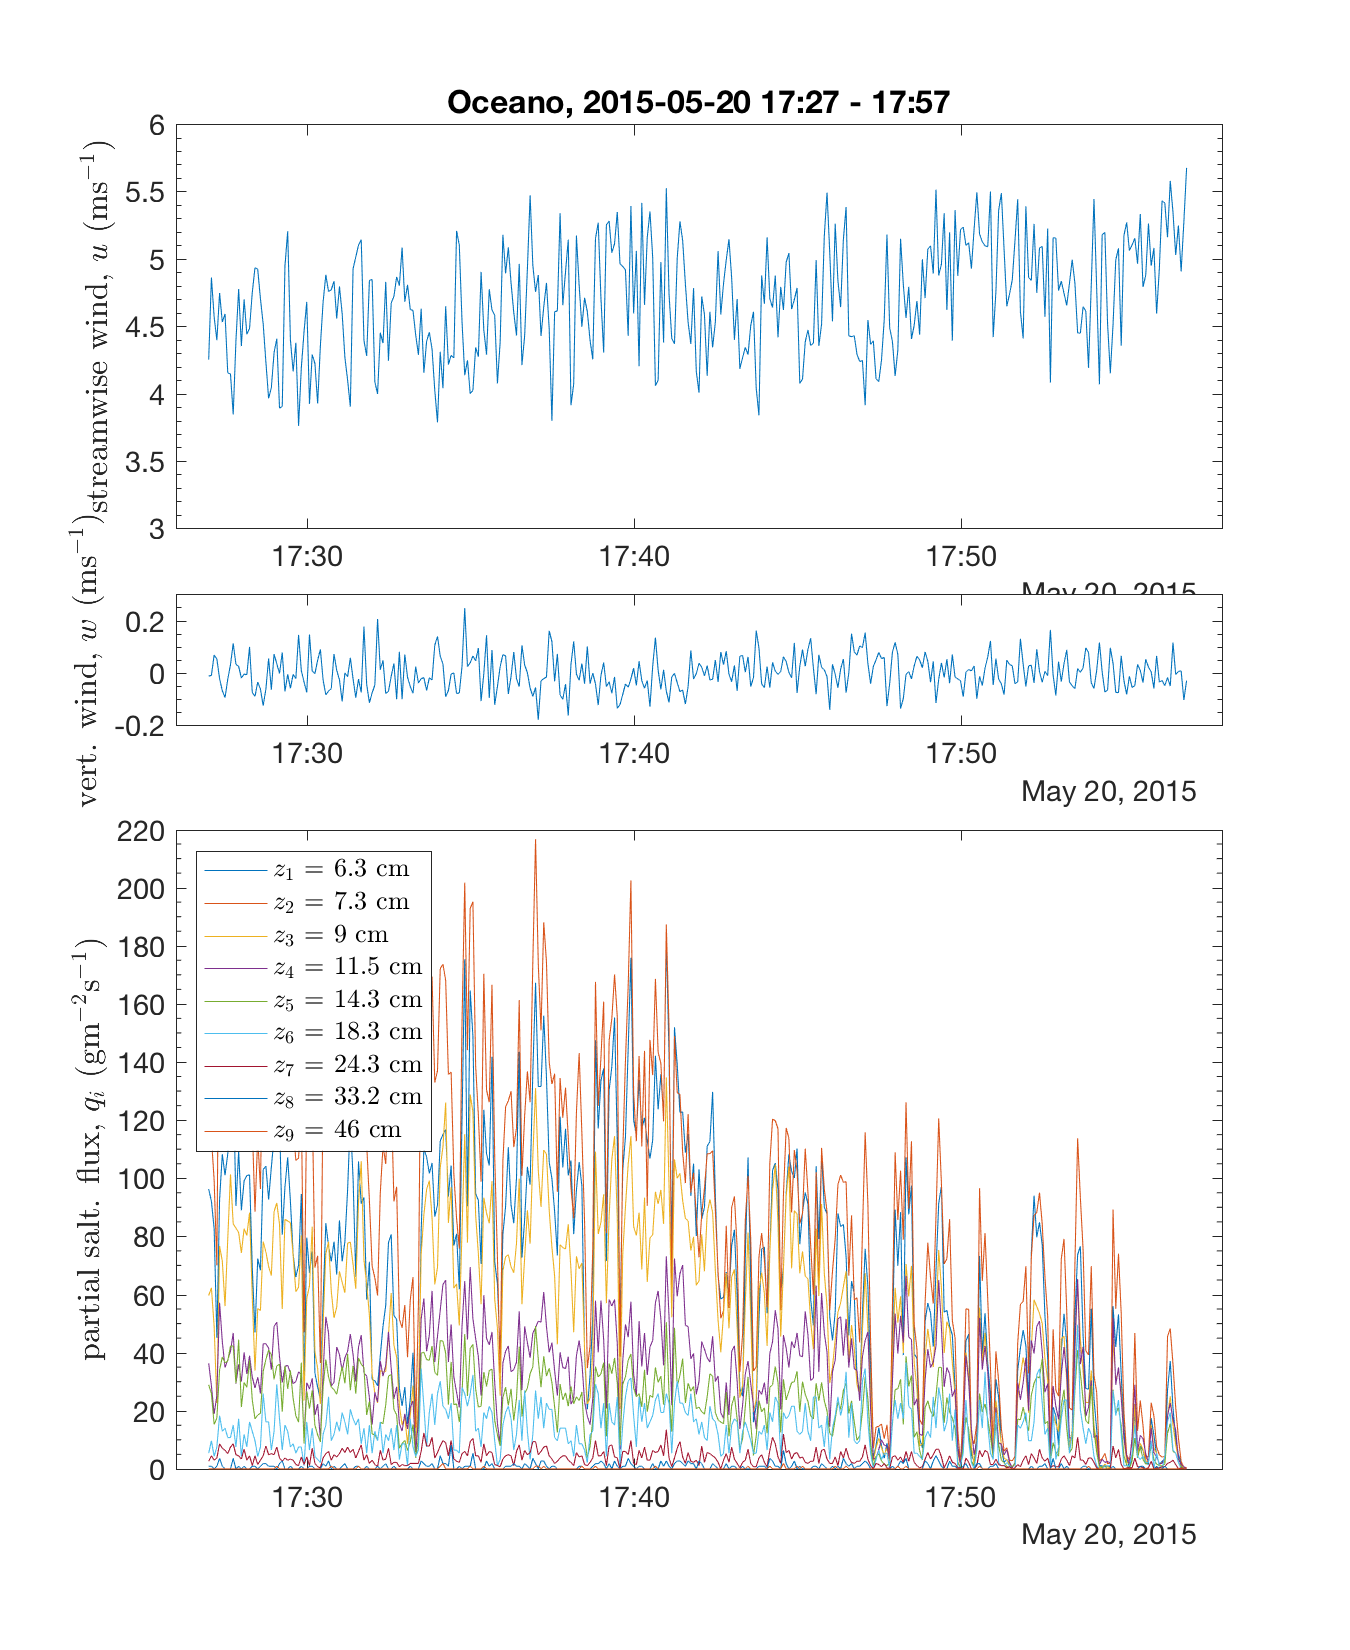 Oceano, 2015-05-20 17:27 - 17:57
streamwise wind, u (ms⁻¹)
6
5.5
5
4.5
4
3.5
3
17:30 17:40 17:50
May 20, 2015
vert. wind, w (ms⁻¹)
0.2
0
-0.2
17:30 17:40 17:50
May 20, 2015
partial salt. flux, qᵢ (gm⁻²s⁻¹)
220
200
180
160
140
120
100
80
60
40
20
0
z₁ = 6.3 cm
z₂ = 7.3 cm
z₃ = 9 cm
z₄ = 11.5 cm
z₅ = 14.3 cm
z₆ = 18.3 cm
z₇ = 24.3 cm
z₈ = 33.2 cm
z₉ = 46 cm
17:30 17:40 17:50
May 20, 2015